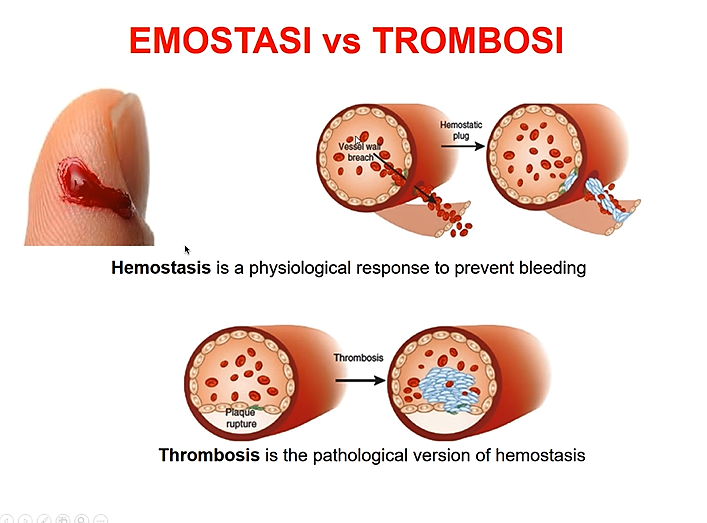 EMOSTASI vs TROMBOSI
Vessel wall
breach
Hemostatic
plug
Hemostasis is a physiological response to prevent bleeding
Plaque
rupture
Thrombosis
Thrombosis is the pathological version of hemostasis